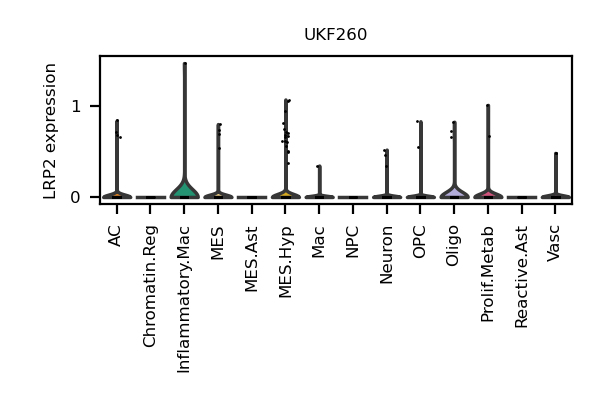 UKF260
LRP2 expression
1
0
AC
Chromatin.Reg
Inflammatory.Mac
MES
MES.Ast
MES.Hyp
Mac
NPC
Neuron
OPC
Oligo
Prolif.Metab
Reactive.Ast
Vasc